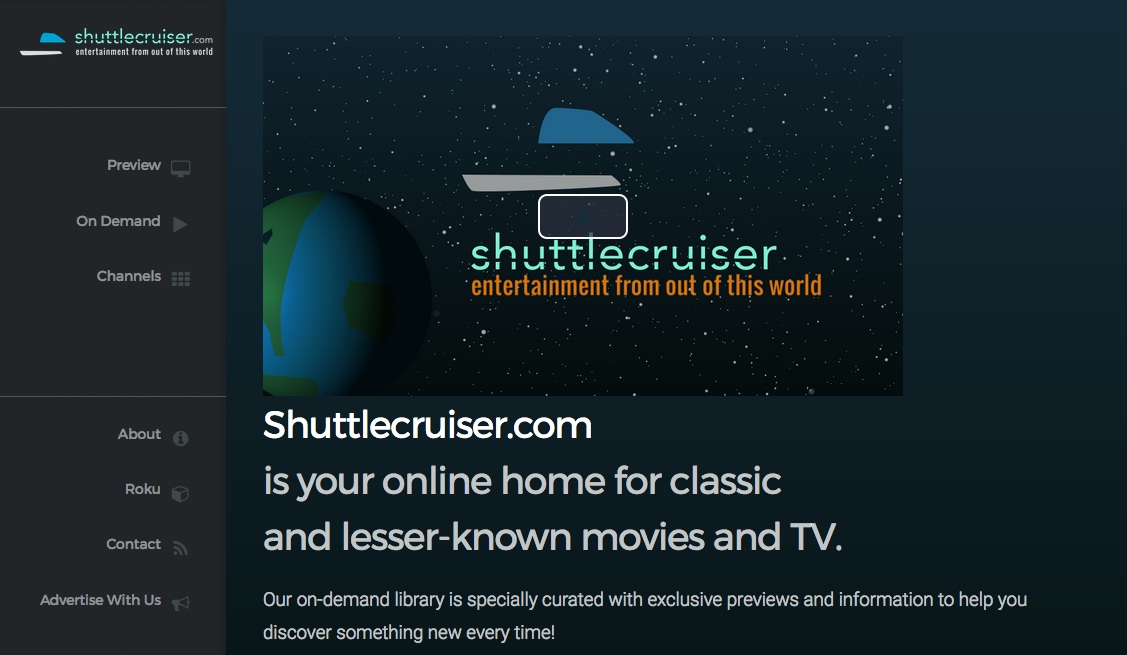 shuttlecruiser.com
entertainment from out of this world
Preview
On Demand
Channels
About
Roku
Contact
Advertise With Us
shuttlecruiser
entertainment from out of this world
Shuttlecruiser.com
is your online home for classic
and lesser-known movies and TV.
Our on-demand library is specially curated with exclusive previews and information to help you
discover something new every time!